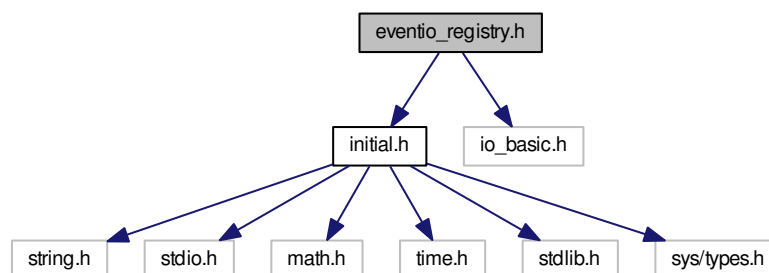 eventio_registry.h
initial.h
io_basic.h
string.h
stdio.h
math.h
time.h
stdlib.h
sys/types.h